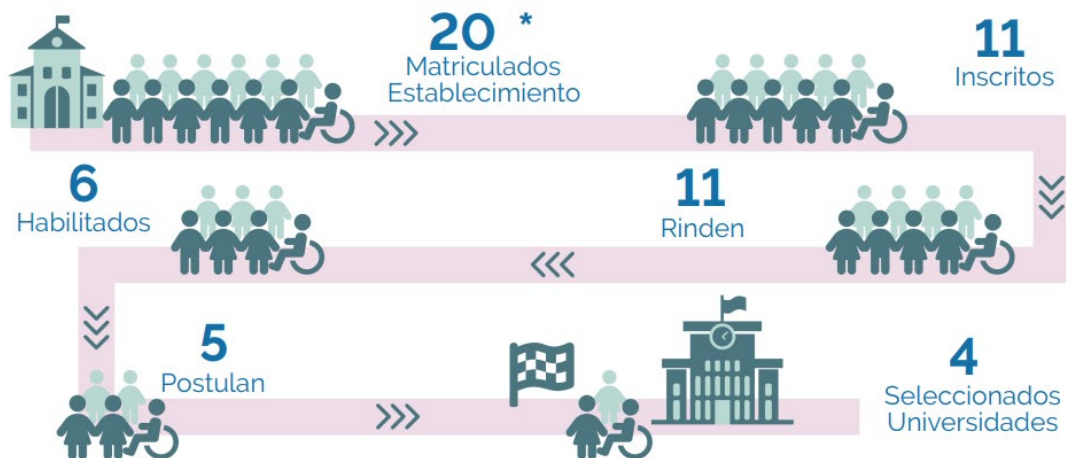 20 *
Matriculados
Establecimiento
11
Inscritos
11
Rinden
6
Habilitados
5
Postulan
4
Seleccionados
Universidades